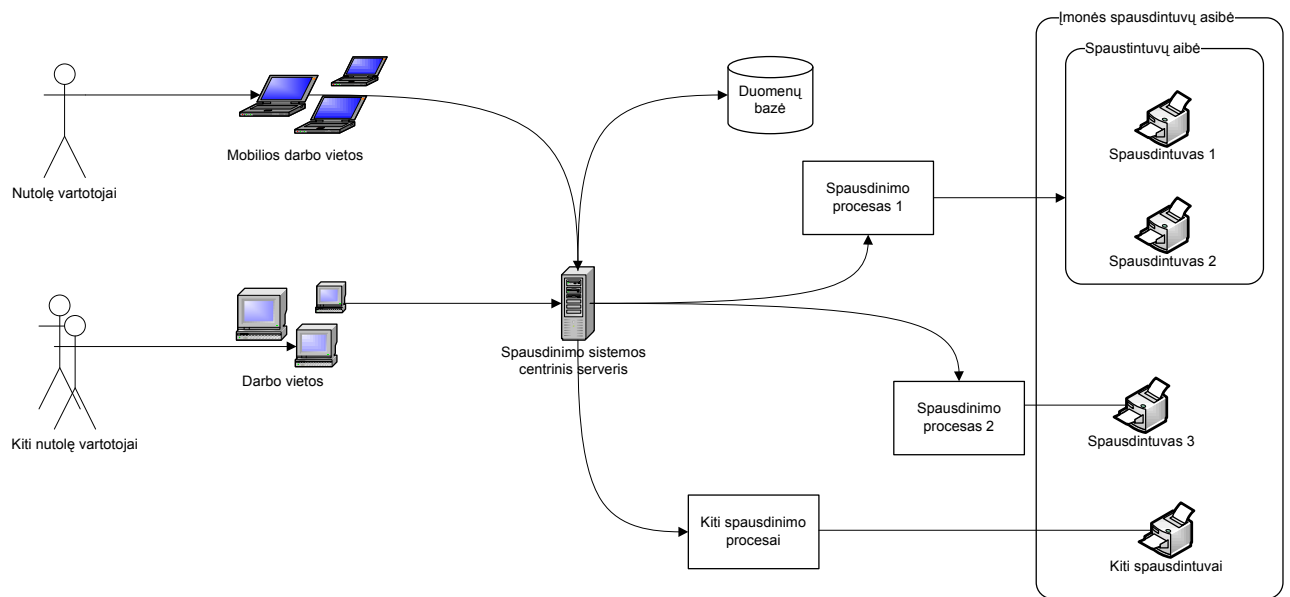 Įmonės spausdintuvų asibė
Spaustintuvų aibė
Duomenų
bazė
Spausdintuvas 1
Mobilios darbo vietos
Nutolę vartotojai
Spausdinimo
procesas 1
Spausdintuvas 2
Spausdinimo sistemos
centrinis serveris
Darbo vietos
Kiti nutolę vartotojai
Spausdinimo
procesas 2
Spausdintuvas 3
Kiti spausdinimo
procesai
Kiti spausdintuvai